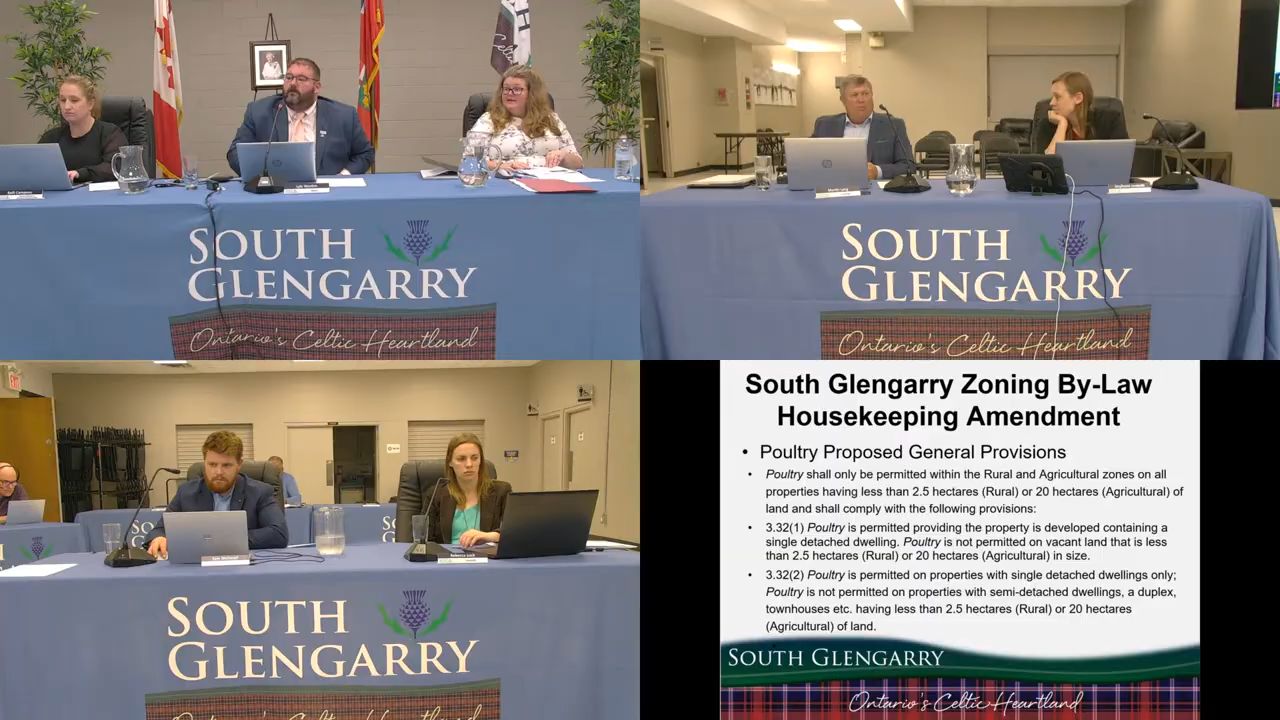 SOUTH
GLENGARRY
Ontario's Celtic Heartland
SOUTH
GLENGARRY
Ontario's Celtic Heartland
EXIT
SOUTH
GLENGARRY
South Glengarry Zoning By-Law
Housekeeping Amendment
• Poultry Proposed General Provisions
• Poultry shall only be permitted within the Rural and Agricultural zones on all
properties having less than 2.5 hectares (Rural) or 20 hectares (Agricultural) of
land and shall comply with the following provisions:
• 3.32(1) Poultry is permitted providing the property is developed containing a
single detached dwelling. Poultry is not permitted on vacant land that is less
than 2.5 hectares (Rural) or 20 hectares (Agricultural) in size.
• 3.32(2) Poultry is permitted on properties with single detached dwellings only;
Poultry is not permitted on properties with semi-detached dwellings, a duplex,
townhouses etc. having less than 2.5 hectares (Rural) or 20 hectares
(Agricultural) of land.
SOUTH GLENGARRY
Ontario's Celtic Heartland